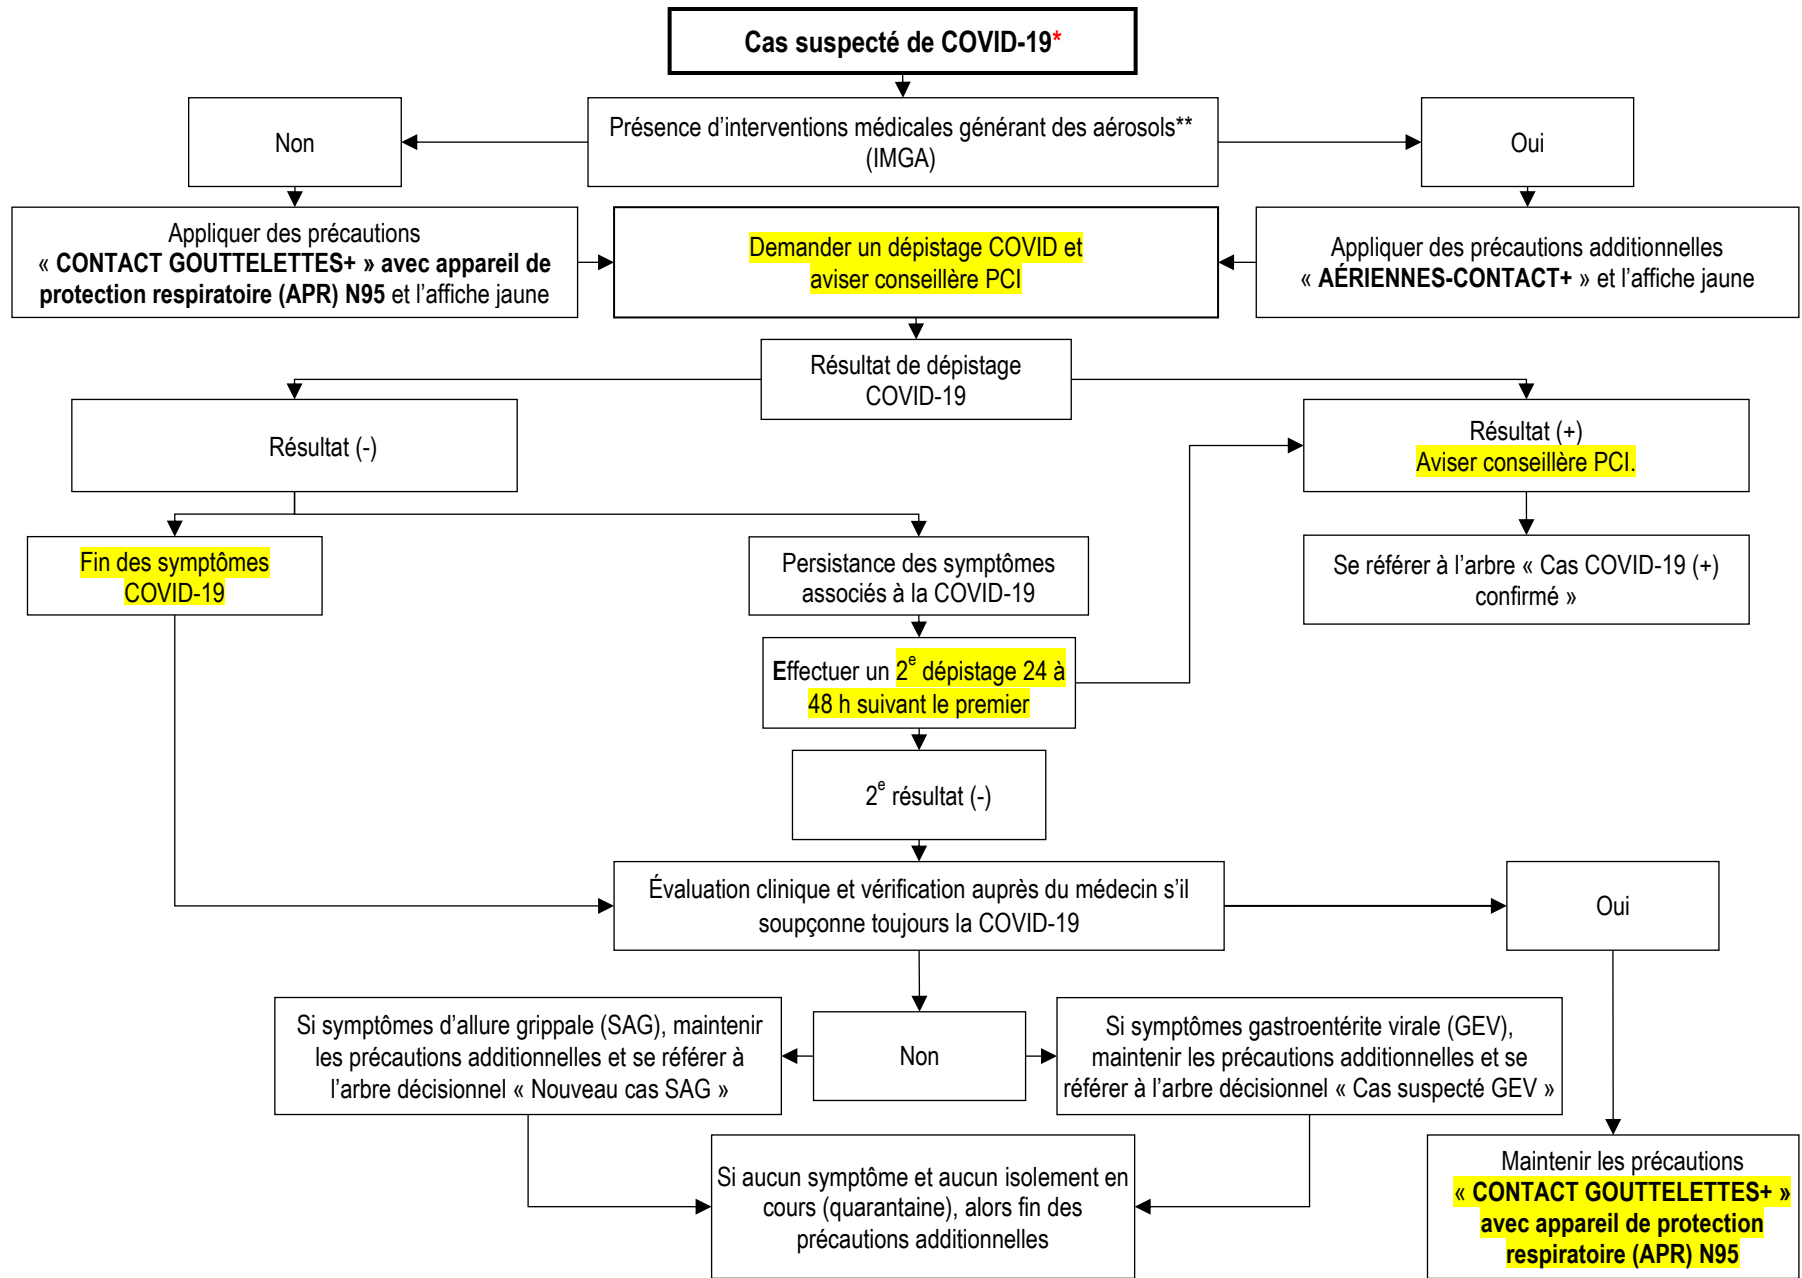 Cas suspecté de COVID-19*
Non
Présence d’interventions médicales générant des aérosols**
(IMGA)
Oui
Appliquer des précautions
« CONTACT GOUTTELETTES+ » avec appareil de
protection respiratoire (APR) N95 et l’affiche jaune
Demander un dépistage COVID et
aviser conseillère PCI
Appliquer des précautions additionnelles
« AÉRIENNES-CONTACT+ » et l’affiche jaune
Résultat de dépistage
COVID-19
Résultat (-)
Résultat (+)
Aviser conseillère PCI.
Fin des symptômes
COVID-19
Persistance des symptômes
associés à la COVID-19
Se référer à l’arbre « Cas COVID-19 (+)
confirmé »
Effectuer un 2e dépistage 24 à
48 h suivant le premier
2e résultat (-)
Évaluation clinique et vérification auprès du médecin s’il
soupçonne toujours la COVID-19
Oui
Si symptômes d’allure grippale (SAG), maintenir
les précautions additionnelles et se référer à
l’arbre décisionnel « Nouveau cas SAG »
Non
Si symptômes gastroentérite virale (GEV),
maintenir les précautions additionnelles et se
référer à l’arbre décisionnel « Cas suspecté GEV »
Si aucun symptôme et aucun isolement en
cours (quarantaine), alors fin des
précautions additionnelles
Maintenir les précautions
« CONTACT GOUTTELETTES+ »
avec appareil de protection
respiratoire (APR) N95